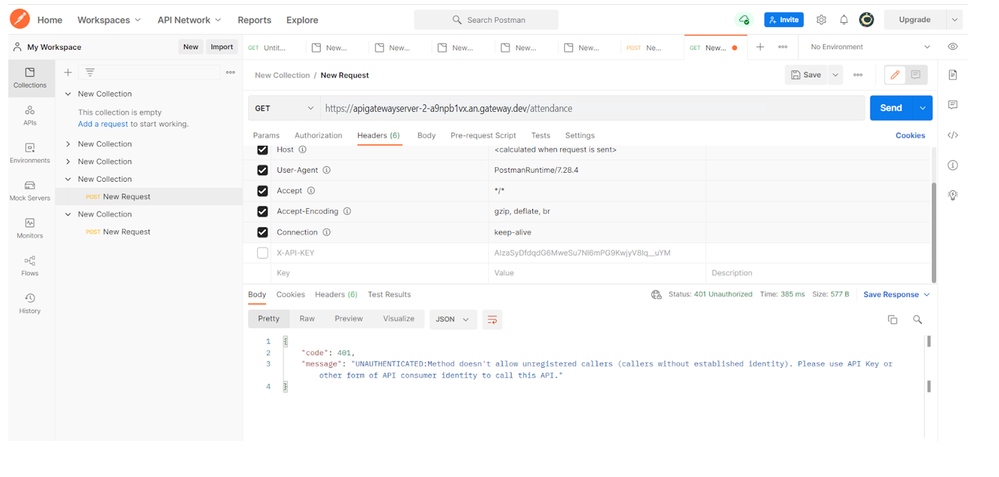 Home Workspaces API Network Reports Explore Search Postman Invite Upgrade
My Workspace New Import GET Untit... New... New... New... New... New... POST Ne... GET New... No Environment
New Collection / New Request Save
Collections
New Collection
This collection is empty
Add a request to start working.
GET https://apigatewayserver-2-a9npb1vx.an.gateway.dev/attendance Send
APIs
Params Authorization Headers (6) Body Pre-request Script Tests Settings Cookies
New Collection
Host <calculated when request is sent>
Environments
New Collection
User-Agent PostmanRuntime/7.28.4
New Collection
Accept */*
Mock Servers
POST New Request
Accept-Encoding gzip, deflate, br
New Collection
Monitors
POST New Request
Connection keep-alive
X-API-KEY AIzaSyDfdqdG6MweSu7Nl6mPG9KwjyV8Iq__uYM
Flows
Key Value Description
History
Body Cookies Headers (6) Test Results Status: 401 Unauthorized Time: 385 ms Size: 577 B Save Response
Pretty Raw Preview Visualize JSON
1 {
2 "code": 401,
3 "message": "UNAUTHENTICATED:Method doesn't allow unregistered callers (callers without established identity). Please use API Key or
other form of API consumer identity to call this API."
4 }